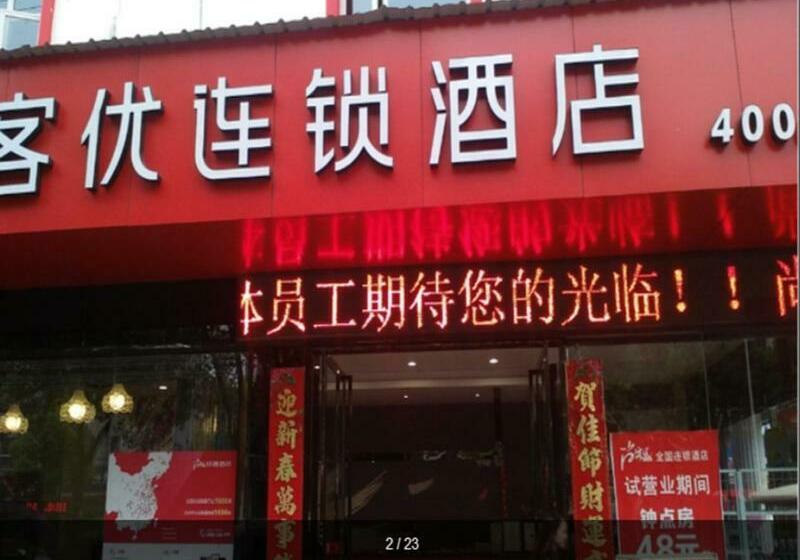 客优连锁酒店 400
体员工期待您的光临！！尚
迎新春萬事
贺佳節財運
全国连锁酒店
试营业期间
钟点房
48元
2 / 23